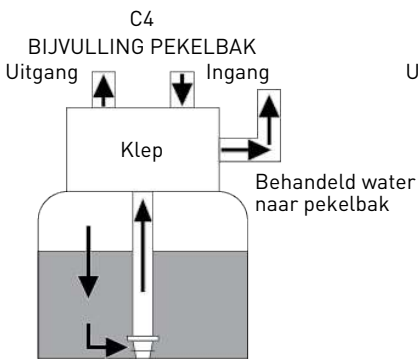 C4
BIJVULLING PEKELBAK
Uitgang
Ingang
U
Klep
Behandeld water
naar pekelbak